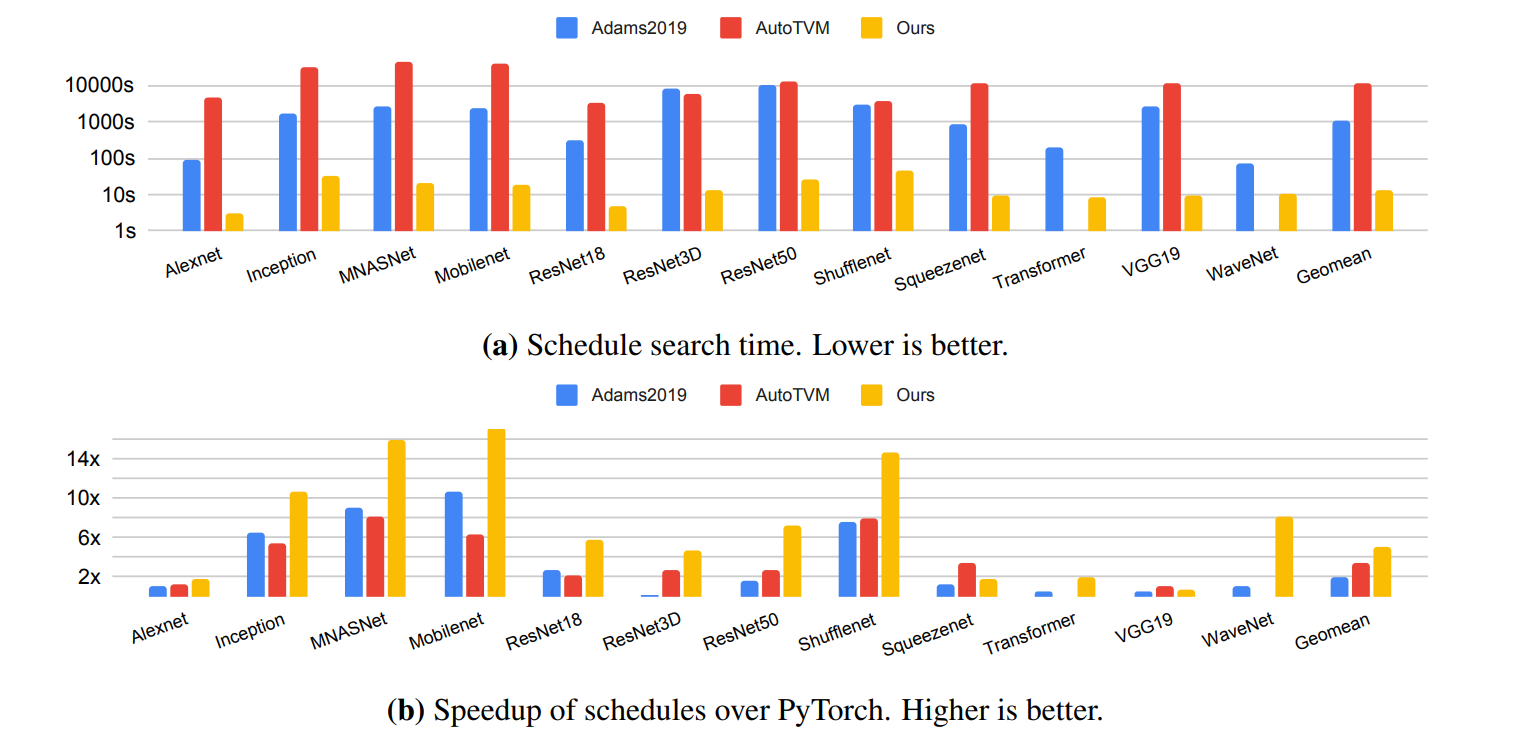 Adams2019 AutoTVM Ours
10000s
1000s
100s
10s
1s
Alexnet Inception MNASNet Mobilenet ResNet18 ResNet3D ResNet50 Shufflenet Squeezenet Transformer VGG19 WaveNet Geomean
(a) Schedule search time. Lower is better.
Adams2019 AutoTVM Ours
14x
10x
6x
2x
Alexnet Inception MNASNet Mobilenet ResNet18 ResNet3D ResNet50 Shufflenet Squeezenet Transformer VGG19 WaveNet Geomean
(b) Speedup of schedules over PyTorch. Higher is better.